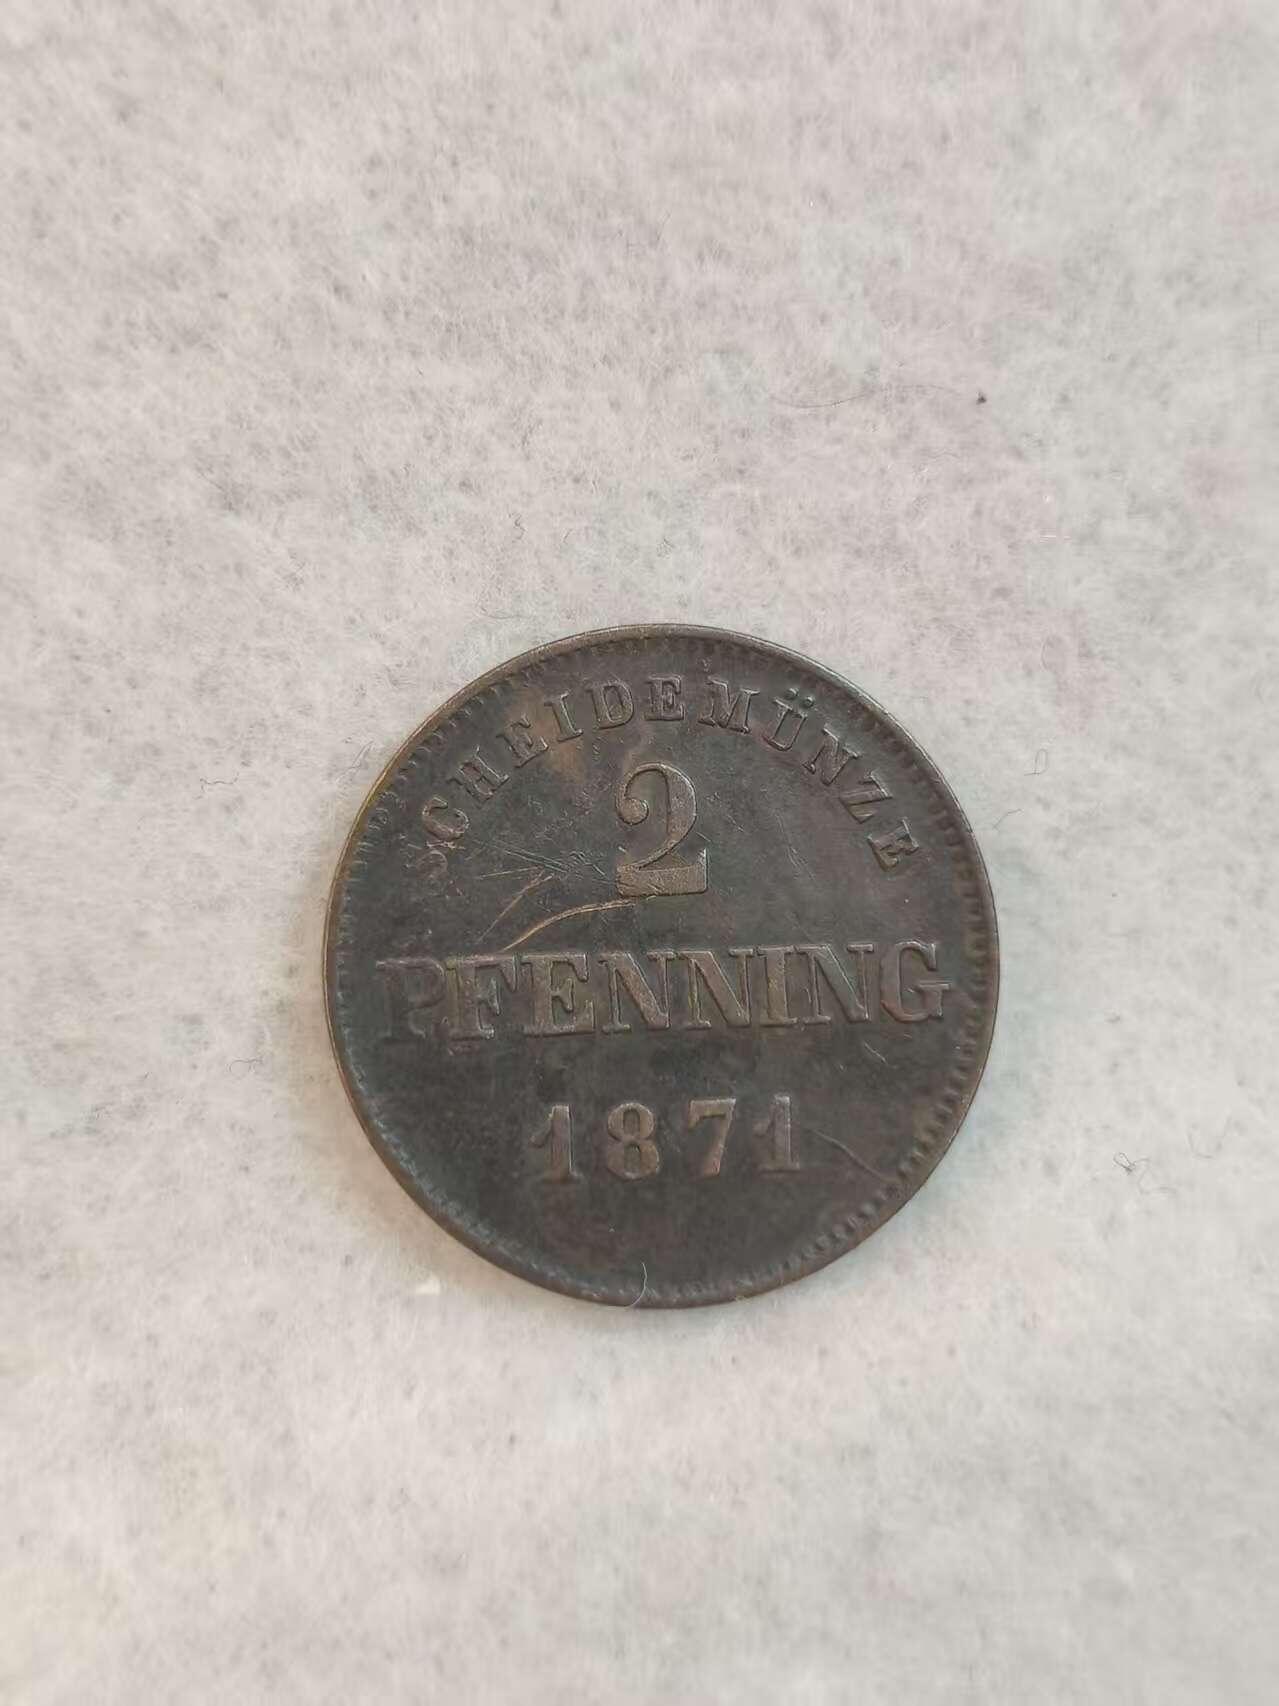 SCHEIDEMÜNZE
2
PFENNING
1871